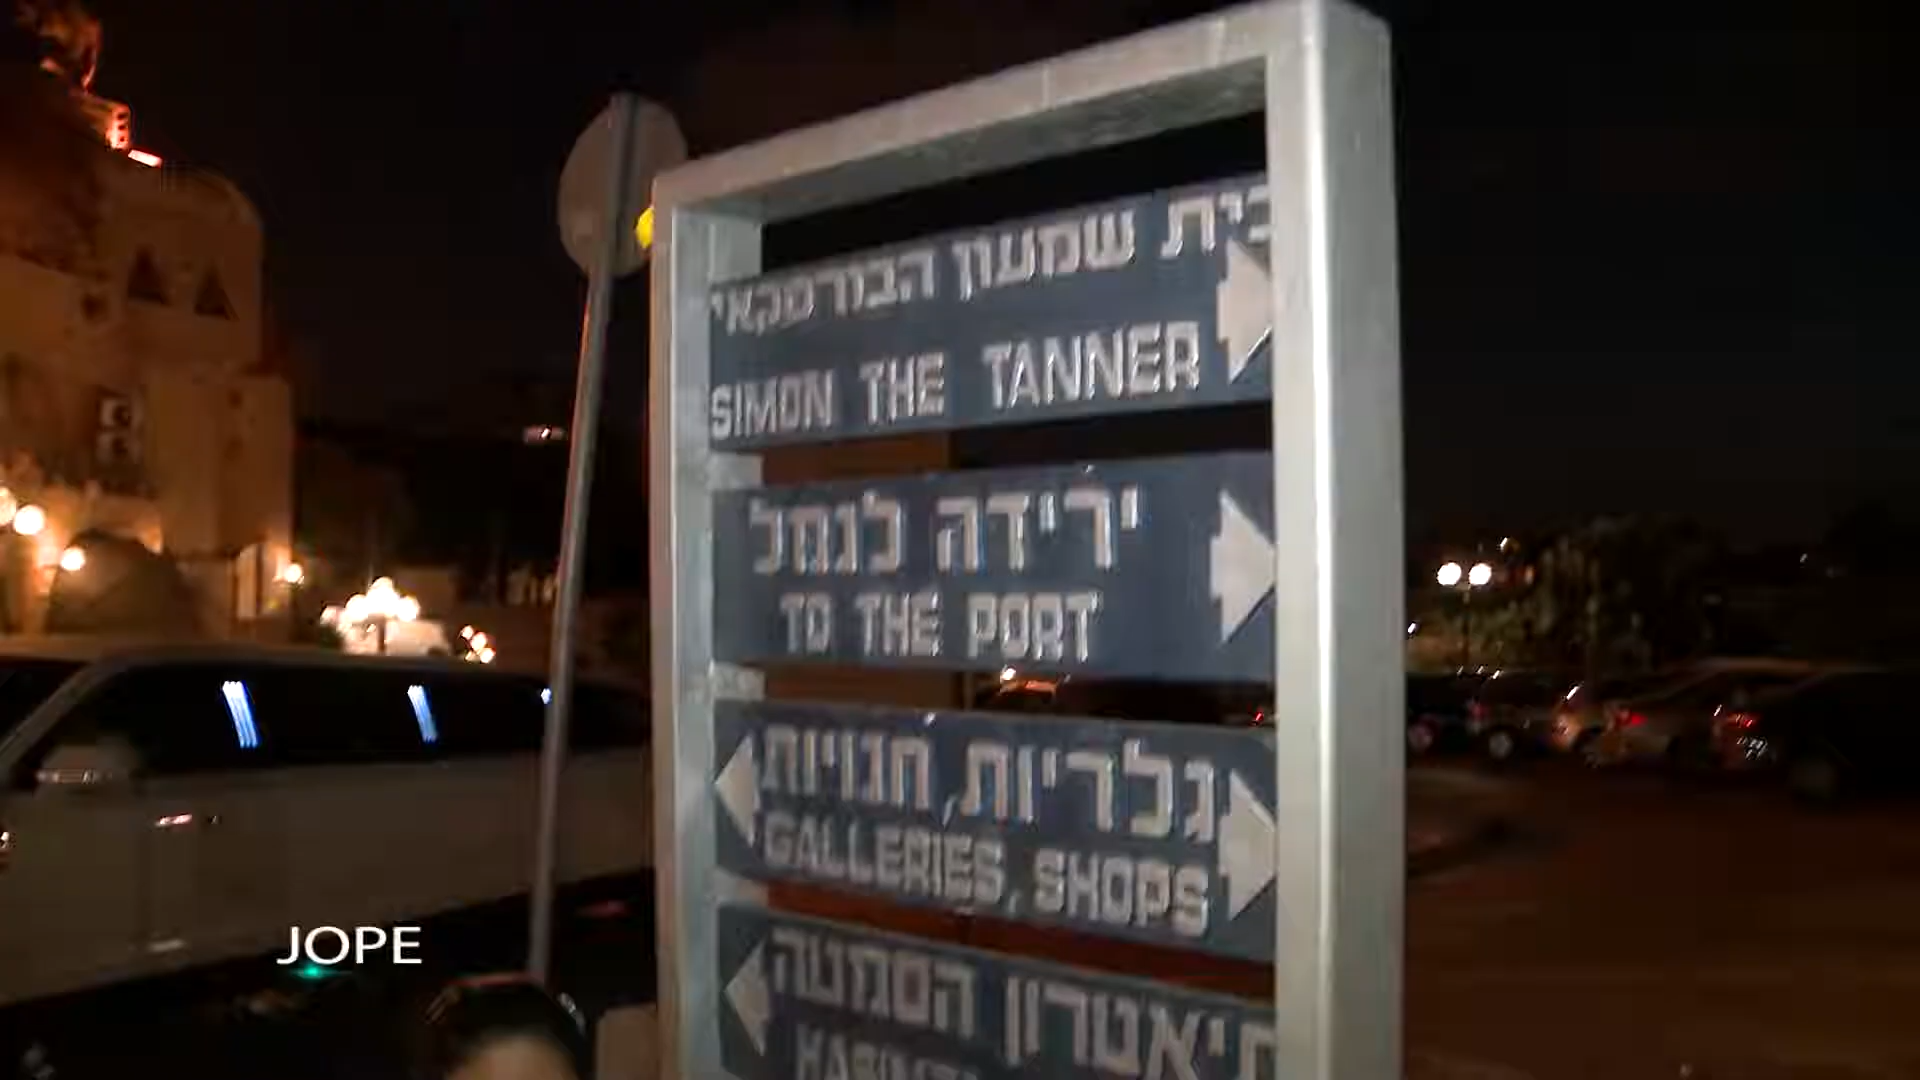 בית שמעון הבורסקאי
SIMON THE TANNER
ירידה לנמל
TO THE PORT
גלריות, חנויות
GALLERIES, SHOPS
תיאטרון הסמטה
JOPE